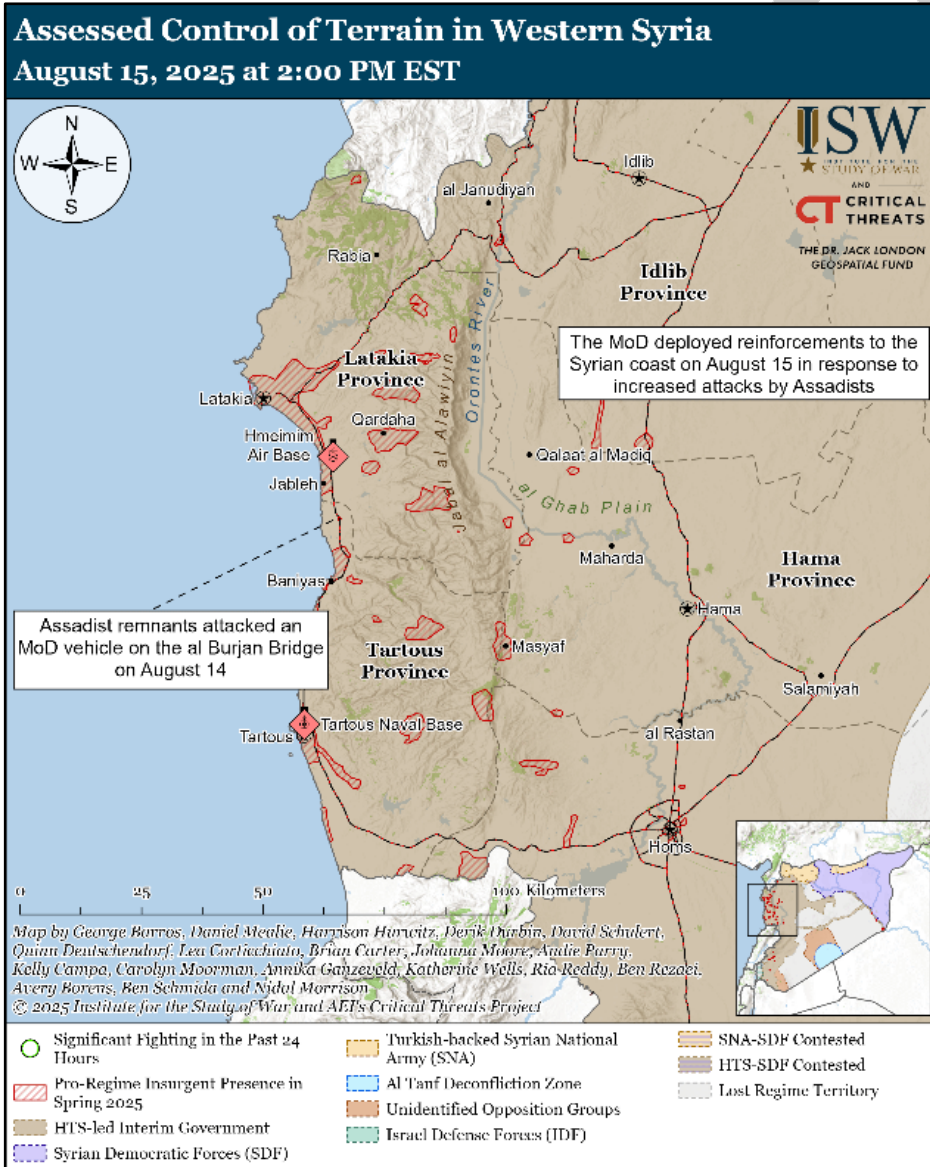 Assessed Control of Terrain in Western Syria
August 15, 2025 at 2:00 PM EST
N
W E
S
ISW
INSTITUTE FOR THE
STUDY OF WAR
AND
CT CRITICAL
THREATS
THE DR. JACK LONDON
GEOSPATIAL FUND
Idlib
al Janudiyah
Rabia
Idlib
Province
Orontes River
The MoD deployed reinforcements to the
Syrian coast on August 15 in response to
increased attacks by Assadists
Latakia
Province
Latakia
Qardaha
Hmeimim
Air Base
Jabal al Alawiyin
Qalaat al Madiq
Jableh
al Ghab Plain
Maharda
Hama
Province
Baniyas
Hama
Assadist remnants attacked an
MoD vehicle on the al Burjan Bridge
on August 14
Tartous
Province
Masyaf
Salamiyah
Tartous Naval Base
Tartous
al Rastan
Homs
0 25 50 100 Kilometers
Map by George Barros, Daniel Mealie, Harrison Hurwitz, Derik Durbin, David Schulert,
Quinn Deutschendorf, Lea Corticchiato, Brian Carter, Johanna Moore, Andie Parry,
Kelly Campa, Carolyn Moorman, Annika Ganzeveld, Katherine Wells, Ria Reddy, Ben Rezaei,
Avery Borens, Ben Schmida and Nidal Morrison
© 2025 Institute for the Study of War and AEI's Critical Threats Project
Significant Fighting in the Past 24
Hours
Pro-Regime Insurgent Presence in
Spring 2025
HTS-led Interim Government
Syrian Democratic Forces (SDF)
Turkish-backed Syrian National
Army (SNA)
Al Tanf Deconfliction Zone
Unidentified Opposition Groups
Israel Defense Forces (IDF)
SNA-SDF Contested
HTS-SDF Contested
Lost Regime Territory